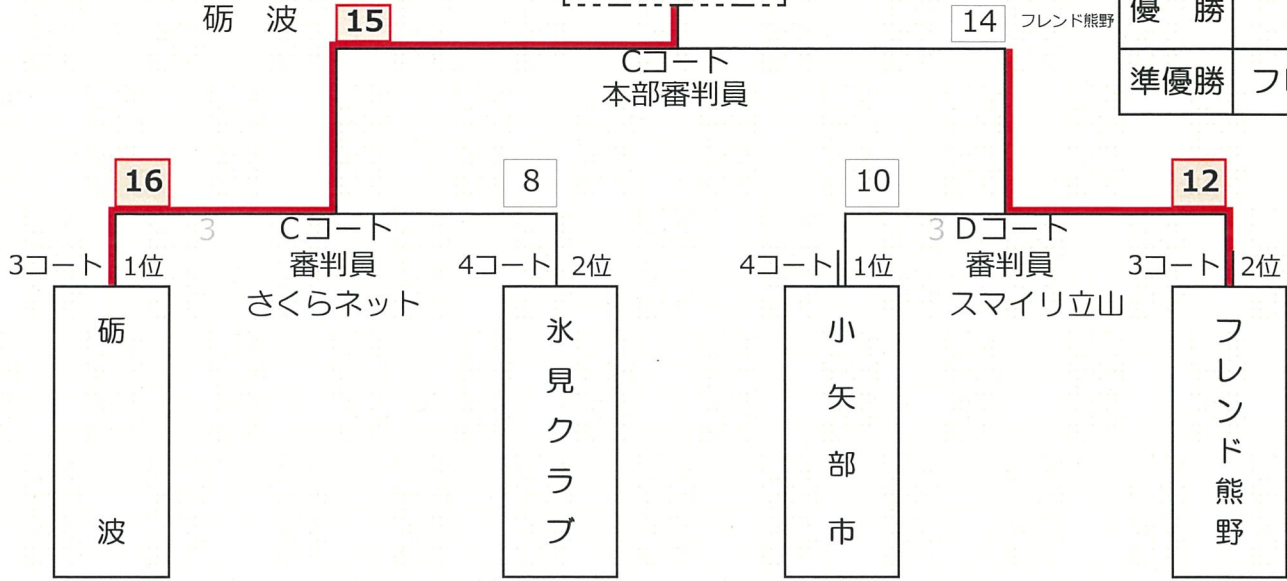 砺 波 15
14 フレンド熊野
優 勝
Cコート
本部審判員
準優勝 フ
16
8
10
12
3 Cコート
3 Dコート
3コート 1位
審判員
4コート 2位
4コート 1位
審判員
3コート 2位
さくらネット
スマイリ立山
砺波
氷見クラブ
小矢部市
フレンド熊野